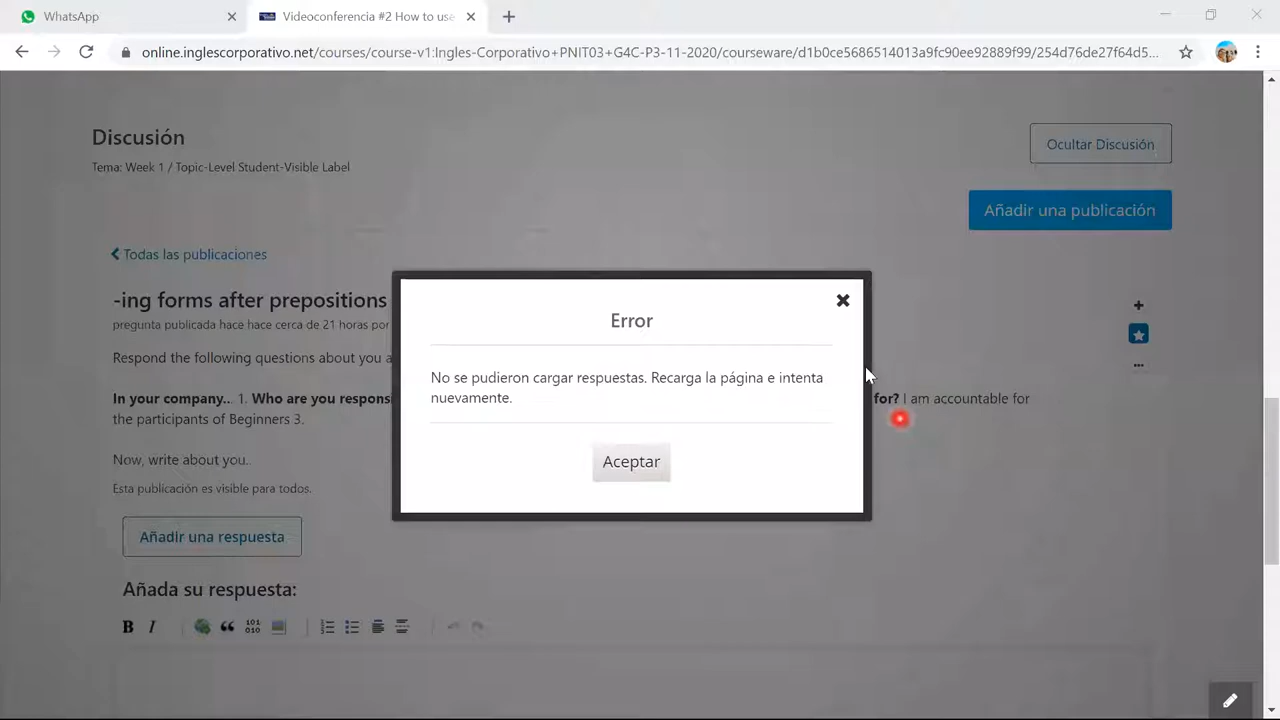 WhatsApp
Videoconferencia #2 How to use
online.inglescorporativo.net/courses/course-v1:Ingles-Corporativo+PNIT03+G4C-P3-11-2020/courseware/d1b0ce5686514013a9fc90ee92889f99/254d76de27f64d5...
Discusión
Ocultar Discusión
Tema: Week 1 / Topic-Level Student-Visible Label
Añadir una publicación
Todas las publicaciones
-ing forms after prepositions
pregunta publicada hace hace cerca de 21 horas por
Respond the following questions about you a
In your company... 1. Who are you respons
for? I am accountable for
the participants of Beginners 3.
Now, write about you.
Esta publicación es visible para todos.
Añadir una respuesta
Añada su respuesta:
B I
101
010
Error
No se pudieron cargar respuestas. Recarga la página e intenta
nuevamente.
Aceptar